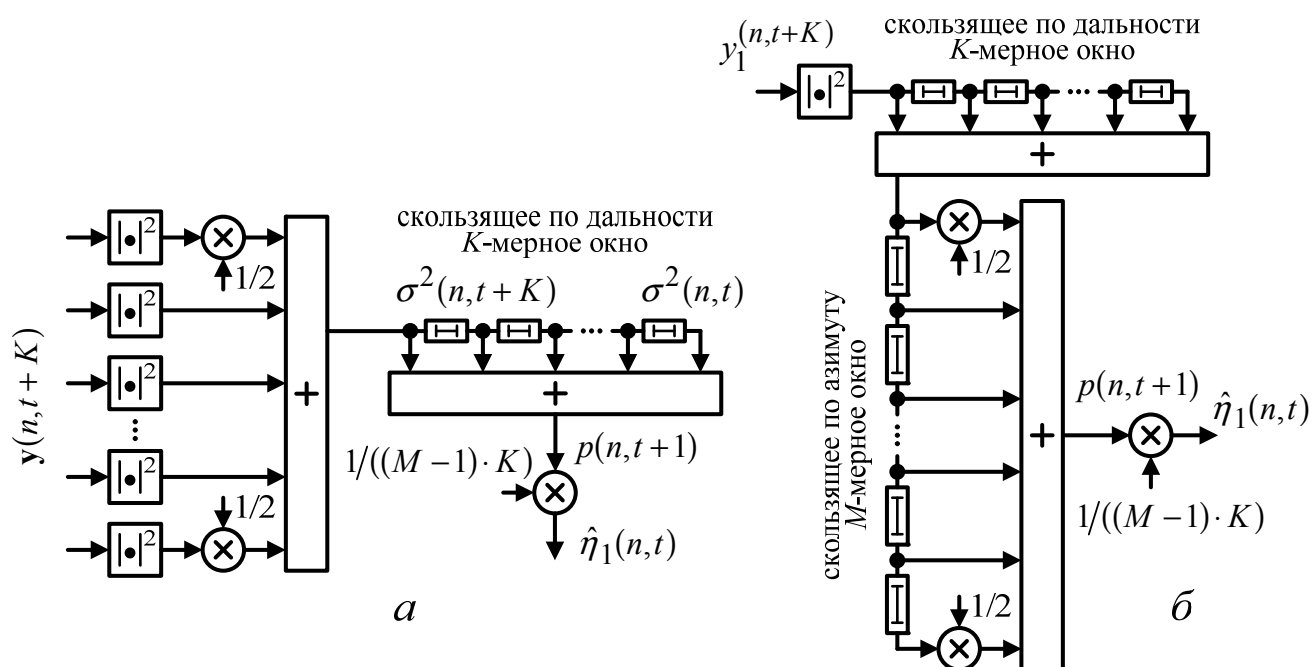 скользящее по дальности
K-мерное окно
y₁^(n,t+K)
|•|²
+
скользящее по дальности
K-мерное окно
|•|²
×
1/2
|•|²
|•|²
...
|•|²
1/2
|•|²
×
y(n,t+K)
+
σ²(n,t+K)
σ²(n,t)
...
+
1/((M−1)·K)
p(n,t+1)
×
η̂₁(n,t)
а
...
×
1/2
скользящее по азимуту
M-мерное окно
...
+
p(n,t+1)
×
η̂₁(n,t)
1/((M−1)·K)
1/2
×
б